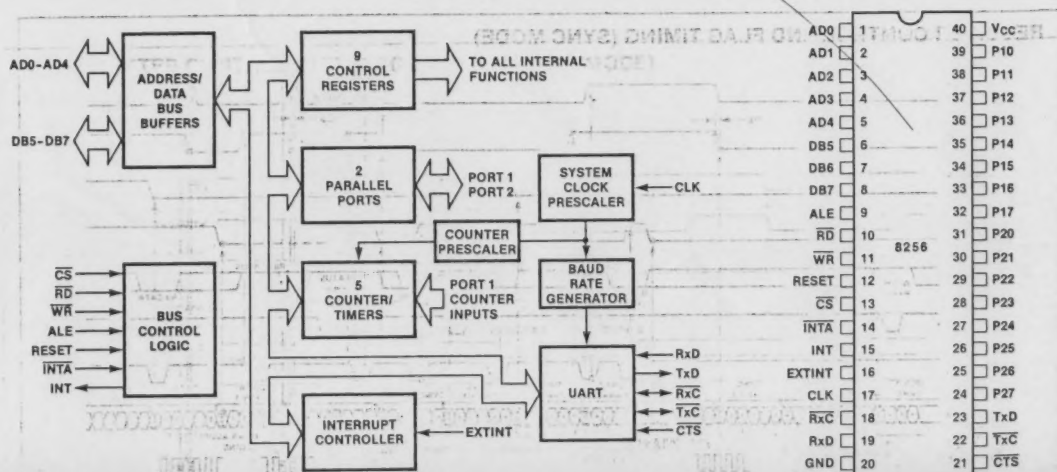 AD0-AD4
DB5-DB7
ADDRESS/
DATA
BUS
BUFFERS
9
CONTROL
REGISTERS
TO ALL INTERNAL
FUNCTIONS
2
PARALLEL
PORTS
PORT 1
PORT 2
SYSTEM
CLOCK
PRESCALER
CLK
COUNTER
PRESCALER
5
COUNTER/
TIMERS
PORT 1
COUNTER
INPUTS
BAUD
RATE
GENERATOR
CS
RD
WR
ALE
RESET
INTA
INT
BUS
CONTROL
LOGIC
INTERRUPT
CONTROLLER
EXTINT
UART
RxD
TxD
RxC
TxC
CTS
AD0 1 40 Vcc
AD1 2 39 P10
AD2 3 38 P11
AD3 4 37 P12
AD4 5 36 P13
DB5 6 35 P14
DB6 7 34 P15
DB7 8 33 P16
ALE 9 32 P17
RD 10 31 P20
8256
WR 11 30 P21
RESET 12 29 P22
CS 13 28 P23
INTA 14 27 P24
INT 15 26 P25
EXTINT 16 25 P26
CLK 17 24 P27
RxC 18 23 TxD
RxD 19 22 TxC
GND 20 21 CTS